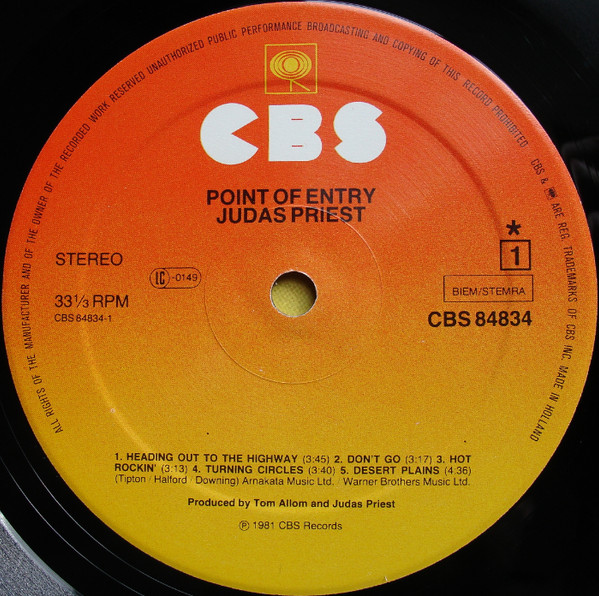 ALL RIGHTS OF THE MANUFACTURER AND OF THE OWNER OF THE RECORDED WORK RESERVED UNAUTHORIZED PUBLIC PERFORMANCE BROADCASTING AND COPYING OF THIS RECORD PROHIBITED
CBS & ARE REG. TRADEMARKS OF CBS INC. MADE IN HOLLAND
CBS
POINT OF ENTRY
JUDAS PRIEST
*
STEREO
LC -0149
1
BIEM/STEMRA
33⅓ RPM
CBS 84834-1
CBS 84834
1. HEADING OUT TO THE HIGHWAY (3:45) 2. DON'T GO (3:17) 3. HOT
ROCKIN' (3:13) 4. TURNING CIRCLES (3:40) 5. DESERT PLAINS (4:36)
(Tipton / Halford / Downing) Arnakata Music Ltd. / Warner Brothers Music Ltd.
Produced by Tom Allom and Judas Priest
℗ 1981 CBS Records